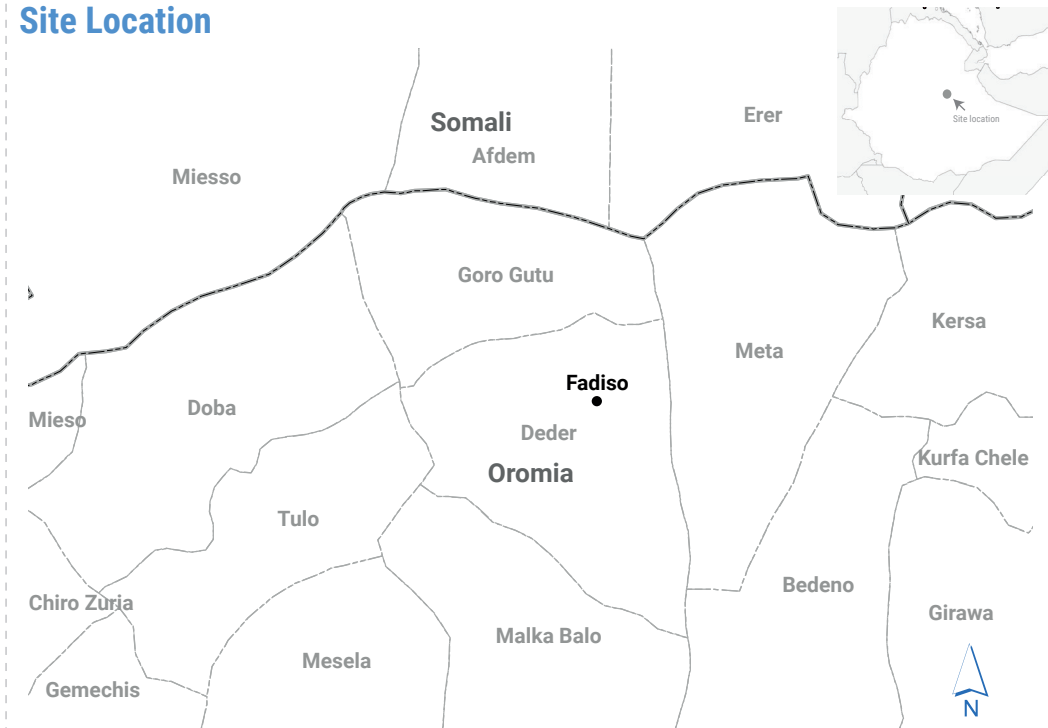 Site Location
Somali
Afdem
Erer
Site location
Miesso
Goro Gutu
Kersa
Meta
Fadiso
Mieso
Doba
Deder
Kurfa Chele
Oromia
Tulo
Bedeno
Chiro Zuria
Girawa
Malka Balo
Mesela
Gemechis
N